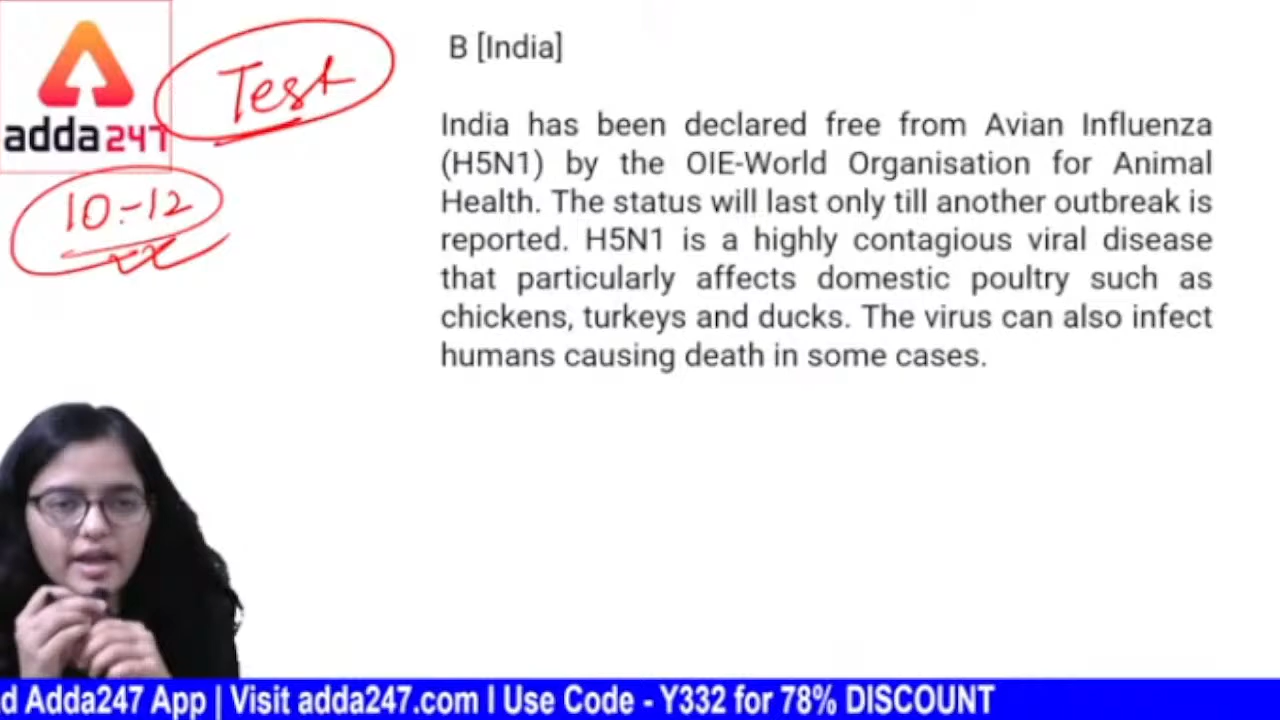 adda247
Test
10:-12
B [India]
India has been declared free from Avian Influenza
(H5N1) by the OIE-World Organisation for Animal
Health. The status will last only till another outbreak is
reported. H5N1 is a highly contagious viral disease
that particularly affects domestic poultry such as
chickens, turkeys and ducks. The virus can also infect
humans causing death in some cases.
d Adda247 App | Visit adda247.com I Use Code - Y332 for 78% DISCOUNT